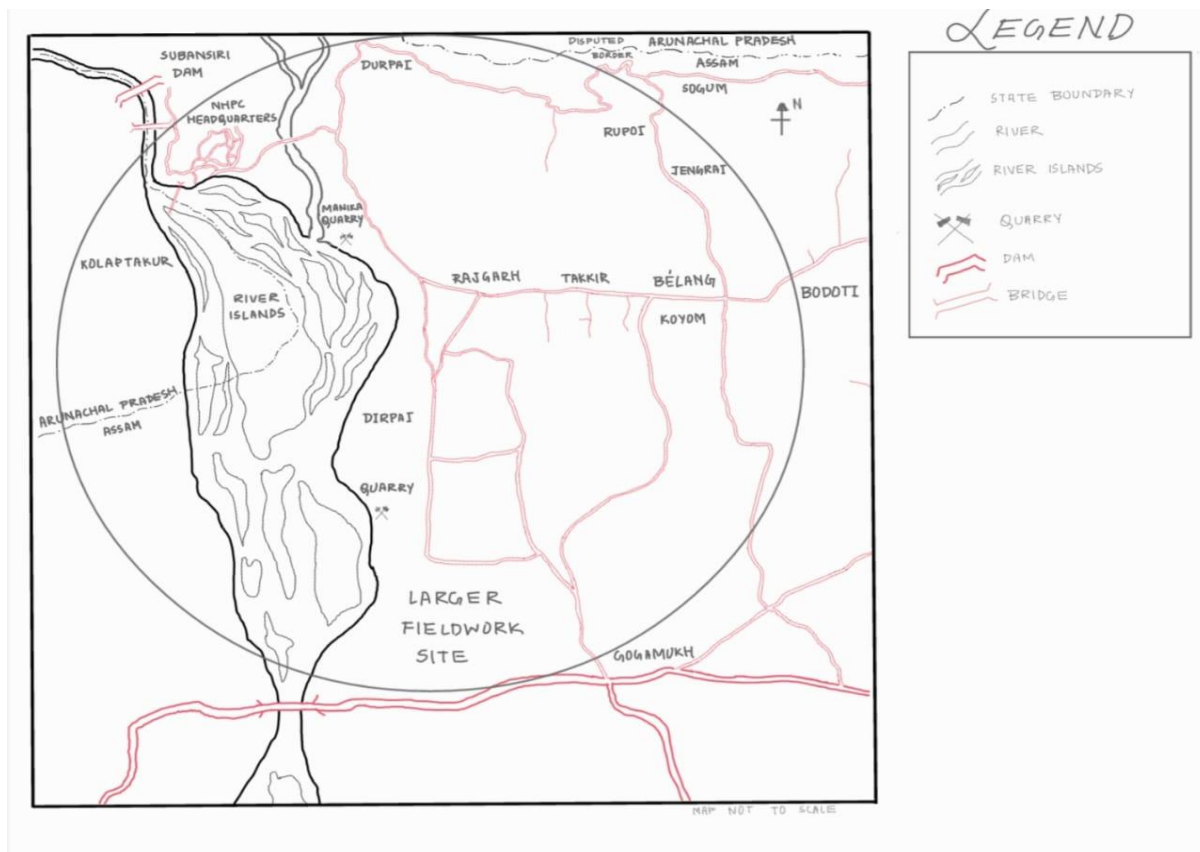 LEGEND
STATE BOUNDARY
RIVER
RIVER ISLANDS
QUARRY
DAM
BRIDGE
SUBANSIRI
DAM
NHPC
HEADQUARTERS
DURPAI
DISPUTED
BORDER
ARUNACHAL PRADESH
ASSAM
SOGUM
N
RUPOI
JENGRAI
MANIKA
QUARRY
KOLAPTAKUR
RIVER
ISLANDS
RAJGARH
TAKKIR
BÉLANG
BODOTI
KOYOM
ARUNACHAL PRADESH
ASSAM
DIRPAI
QUARRY
LARGER
FIELDWORK
SITE
GOGAMUKH
MAP NOT TO SCALE